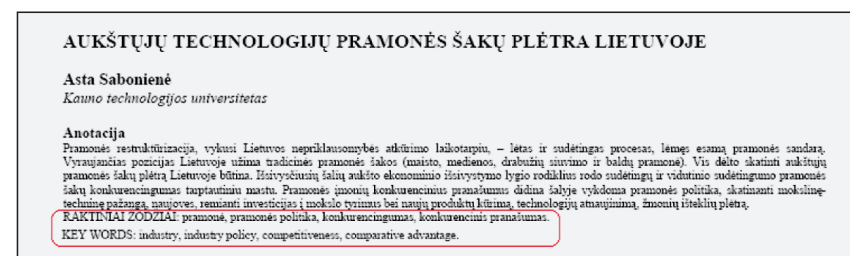 AUKŠTŲJŲ TECHNOLOGIJŲ PRAMONĖS ŠAKŲ PLĖTRA LIETUVOJE
Asta Sabonienė
Kauno technologijos universitetas
Anotacija
Pramonės restruktūrizacija, vykusi Lietuvos nepriklausomybės atkūrimo laikotarpiu, – lėtas ir sudėtingas procesas, lėmęs esamą pramonės sandarą.
Vyraujančias pozicijas Lietuvoje užima tradicinės pramonės šakos (maisto, medienos, drabužių siuvimo ir baldų pramonė). Vis dėlto skatinti aukštųjų
pramonės šakų plėtrą Lietuvoje būtina. Išsivysčiusių šalių aukšto ekonominio išsivystymo lygio rodiklius rodo sudėtingų ir vidutinio sudėtingumo pramonės
šakų konkurencingumas tarptautiniu mastu. Pramonės įmonių konkurencinius pranašumus didina šalyje vykdoma pramonės politika, skatinanti mokslinę-
techninę pažangą, naujoves, remianti investicijas į mokslo tyrimus bei naujų produktų kūrimą, technologijų atnaujinimą, žmonių išteklių plėtrą.
RAKTINIAI ŽODŽIAI: pramonė, pramonės politika, konkurencingumas, konkurencinis pranašumas.
KEY WORDS: industry, industry policy, competitiveness, comparative advantage.